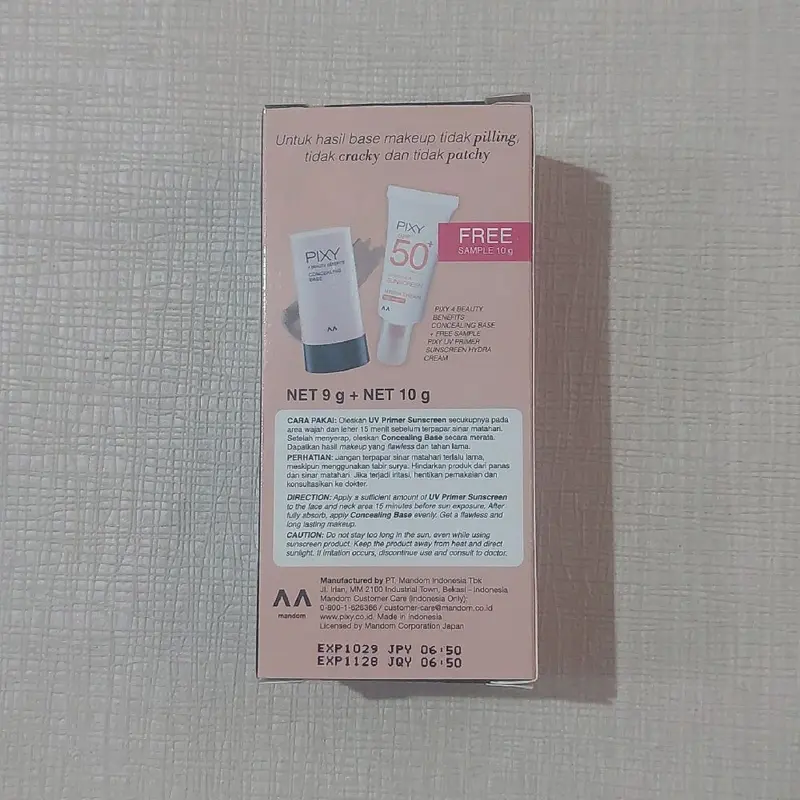 Untuk hasil base makeup tidak pilling,
tidak cracky dan tidak patchy
PIXY
4 BEAUTY BENEFITS
CONCEALING
BASE
PIXY
50+
SUNSCREEN
FREE
SAMPLE 10 g
PIXY 4 BEAUTY
BENEFITS
CONCEALING BASE
+ FREE SAMPLE
PIXY UV PRIMER
SUNSCREEN HYDRA
CREAM
NET 9 g + NET 10 g
CARA PAKAI: Oleskan UV Primer Sunscreen secukupnya pada
area wajah dan leher 15 menit sebelum terpapar sinar matahari.
Setelah menyerap, oleskan Concealing Base secara merata.
Dapatkan hasil makeup yang flawless dan tahan lama.
PERHATIAN: Jangan terpapar sinar matahari terlalu lama,
meskipun menggunakan tabir surya. Hindarkan produk dari panas
dan sinar matahari. Jika terjadi iritasi, hentikan pemakaian dan
konsultasikan ke dokter.
DIRECTION: Apply a sufficient amount of UV Primer Sunscreen
to the face and neck area 15 minutes before sun exposure. After
fully absorb, apply Concealing Base evenly. Get a flawless and
long lasting makeup.
CAUTION: Do not stay too long in the sun, even while using
sunscreen product. Keep the product away from heat and direct
sunlight. If irritation occurs, discontinue use and consult to doctor.
mandom
Manufactured by PT. Mandom Indonesia Tbk
Jl. Irian, MM 2100 Industrial Town, Bekasi - Indonesia
Mandom Customer Care (Indonesia Only):
0-800-1-626366 / customer-care@mandom.co.id
www.pixy.co.id. Made in Indonesia
Licensed by Mandom Corporation Japan
EXP1029 JPY 06:50
EXP1128 JQY 06:50